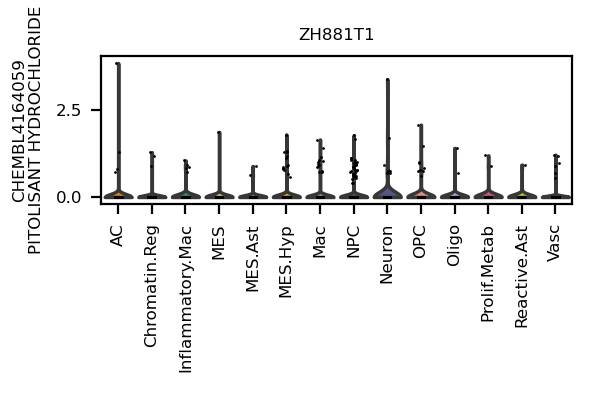 ZH881T1
CHEMBL4164059
PITOLISANT HYDROCHLORIDE
2.5
0.0
AC
Chromatin.Reg
Inflammatory.Mac
MES
MES.Ast
MES.Hyp
Mac
NPC
Neuron
OPC
Oligo
Prolif.Metab
Reactive.Ast
Vasc